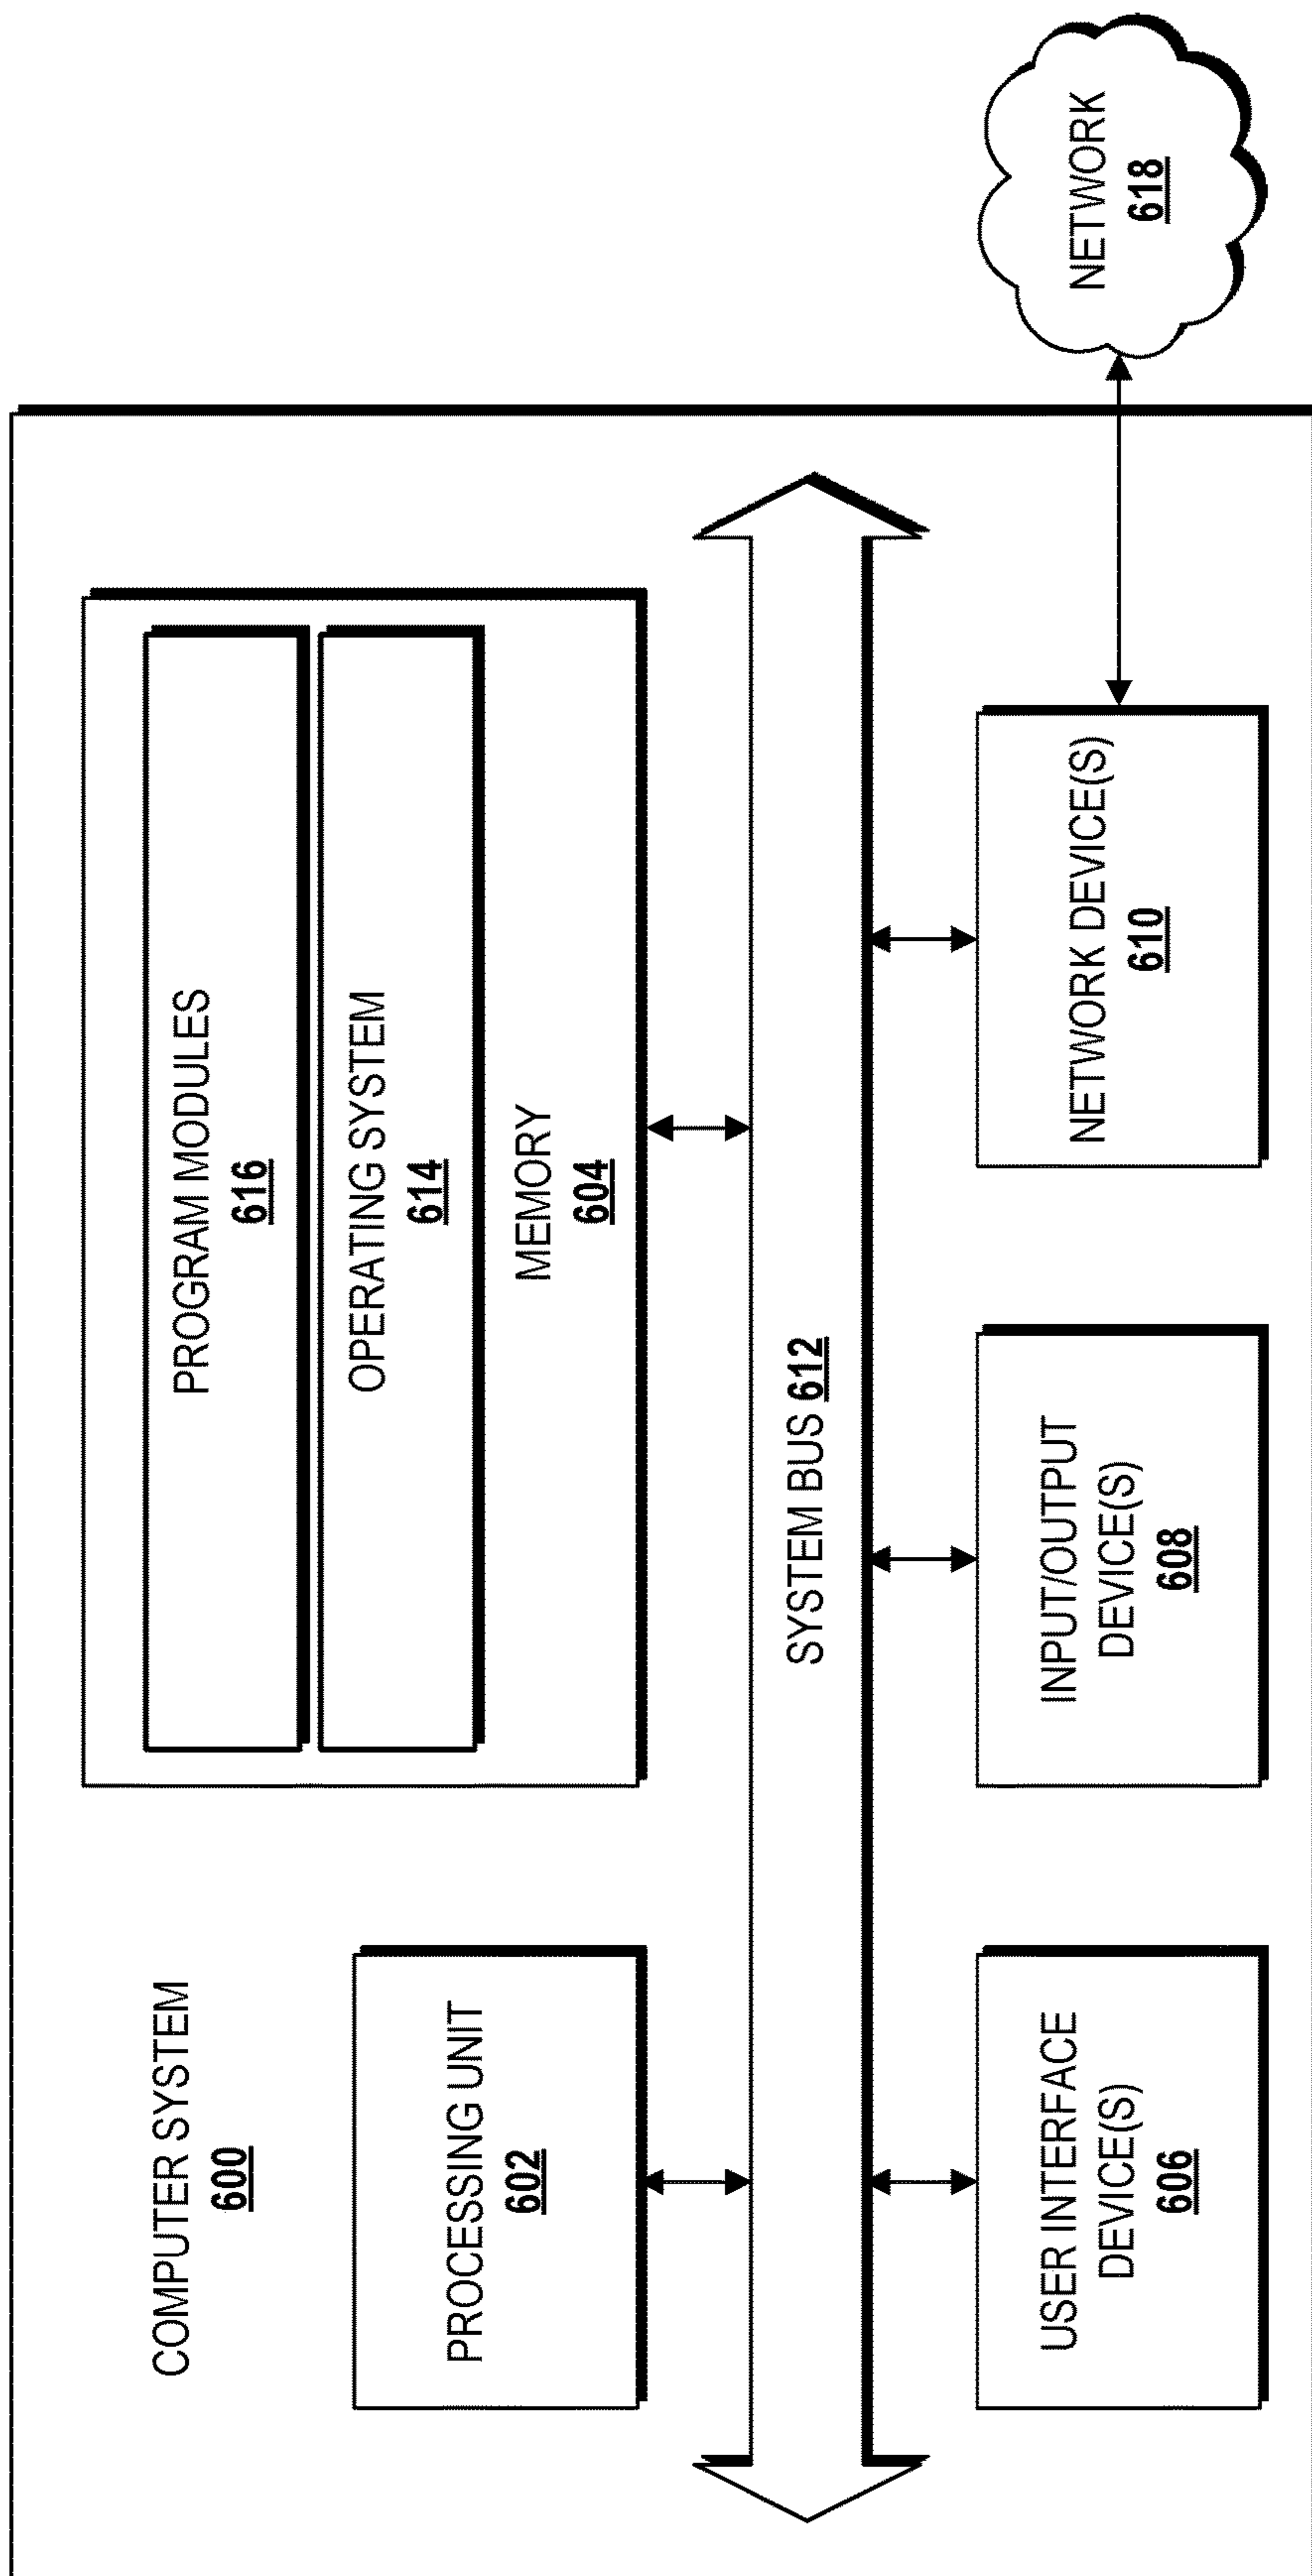 COMPUTER SYSTEM
600
PROCESSING UNIT
602
PROGRAM MODULES
616
OPERATING SYSTEM
614
MEMORY
604
SYSTEM BUS 612
USER INTERFACE
DEVICE(S)
606
INPUT/OUTPUT
DEVICE(S)
608
NETWORK DEVICE(S)
610
NETWORK
618